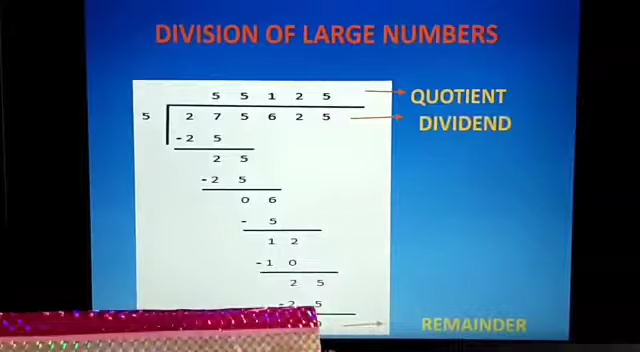 DIVISION OF LARGE NUMBERS
5 5 1 2 5
QUOTIENT
5 2 7 5 6 2 5
DIVIDEND
-2 5
2 5
-2 5
0 6
- 5
1 2
-1 0
2 5
-2 5
REMAINDER